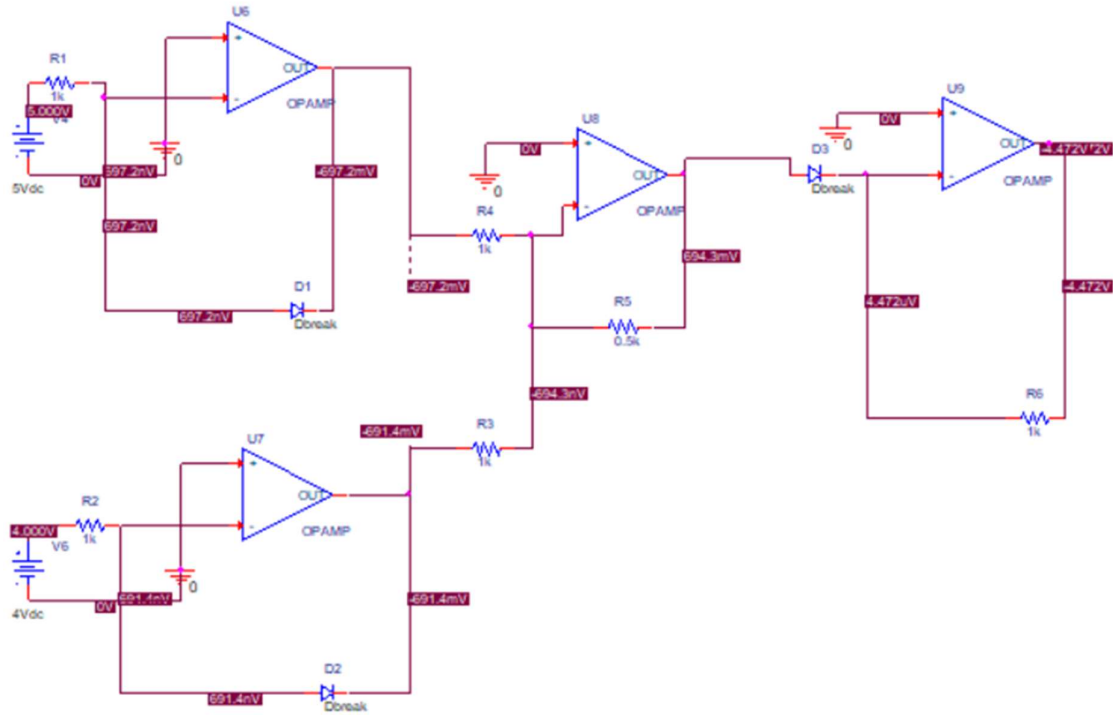 U6
+
OUT
-
OPAMP
R1
1k
5.000V
V4
0
5Vdc
0V
697.2nV
-697.2mV
697.2nV
D1
697.2nV
Dbreak
-697.2mV
U8
0V
+
0
OUT
-
OPAMP
R4
1k
694.3mV
R5
0.5k
-694.3nV
-691.4mV
R3
1k
U9
0V
+
0
D3
Dbreak
OUT
-4.472V
-
OPAMP
4.472uV
-4.472V
R6
1k
U7
+
OUT
-
OPAMP
R2
4.000V
1k
V6
0
4Vdc
0V
691.4nV
-691.4mV
D2
691.4nV
Dbreak